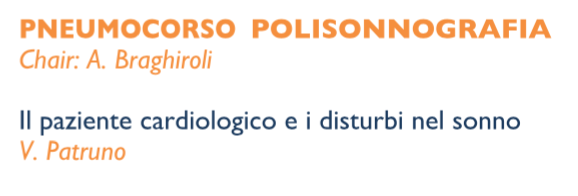 PNEUMOCORSO POLISONNOGRAFIA
Chair: A. Braghiroli
Il paziente cardiologico e i disturbi nel sonno
V. Patruno